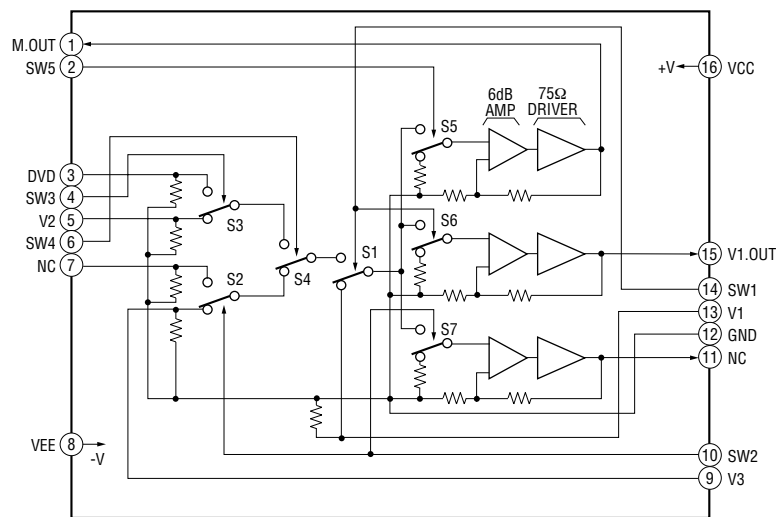 M.OUT 1
SW5 2
DVD 3
SW3 4
V2 5
SW4 6
NC 7
VEE 8
-V
S3
S2
S4
S1
S5
S6
S7
6dB
AMP
75Ω
DRIVER
+V 16 VCC
15 V1.OUT
14 SW1
13 V1
12 GND
11 NC
10 SW2
9 V3